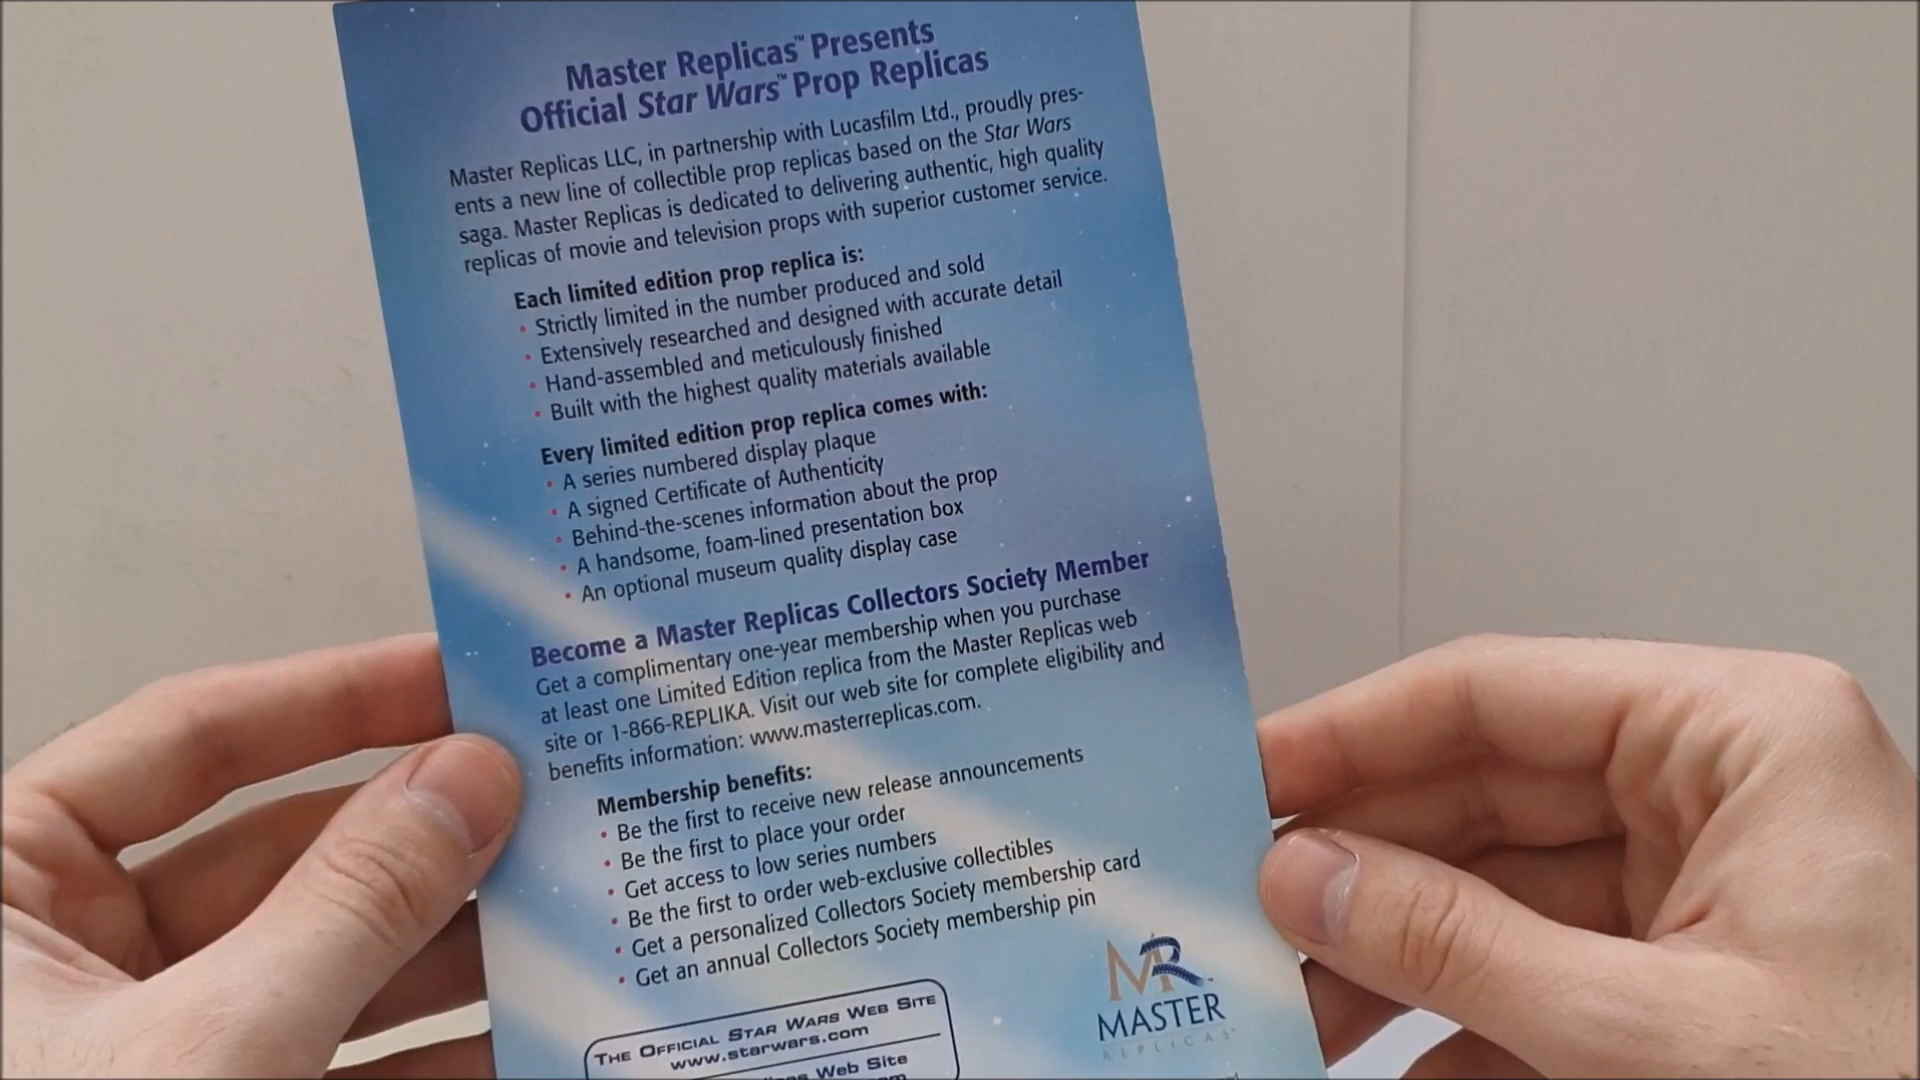 Master Replicas™ Presents
Official Star Wars™ Prop Replicas
Master Replicas LLC, in partnership with Lucasfilm Ltd., proudly pres-
ents a new line of collectible prop replicas based on the Star Wars
saga. Master Replicas is dedicated to delivering authentic, high quality
replicas of movie and television props with superior customer service.
Each limited edition prop replica is:
• Strictly limited in the number produced and sold
• Extensively researched and designed with accurate detail
• Hand-assembled and meticulously finished
• Built with the highest quality materials available
Every limited edition prop replica comes with:
• A series numbered display plaque
• A signed Certificate of Authenticity
• Behind-the-scenes information about the prop
• A handsome, foam-lined presentation box
• An optional museum quality display case
Become a Master Replicas Collectors Society Member
Get a complimentary one-year membership when you purchase
at least one Limited Edition replica from the Master Replicas web
site or 1-866-REPLIKA. Visit our web site for complete eligibility and
benefits information: www.masterreplicas.com.
Membership benefits:
• Be the first to receive new release announcements
• Be the first to place your order
• Get access to low series numbers
• Be the first to order web-exclusive collectibles
• Get a personalized Collectors Society membership card
• Get an annual Collectors Society membership pin
MR™
MASTER
REPLICAS™
The Official Star Wars Web Site
www.starwars.com
Web Site